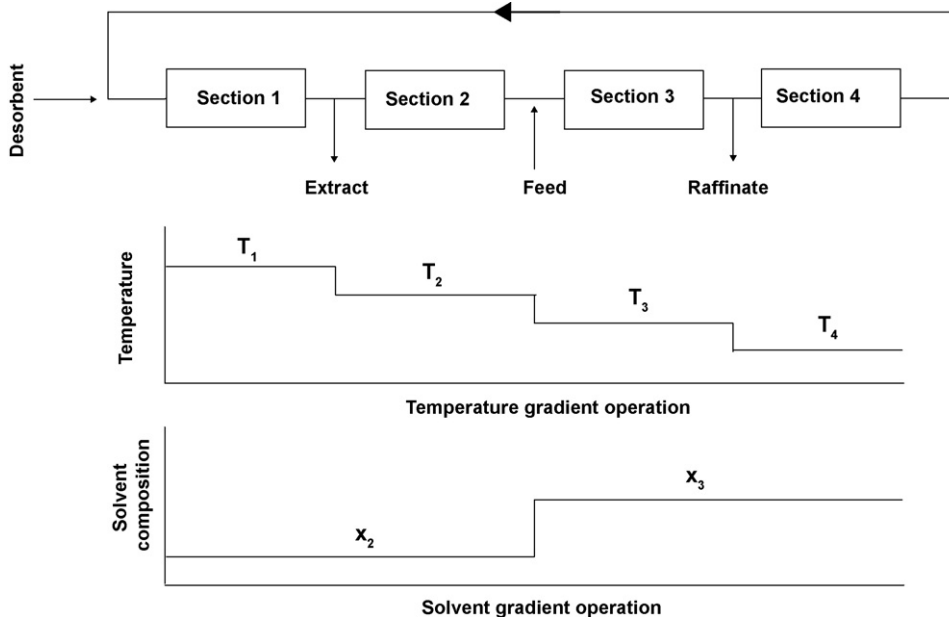 Desorbent
Section 1
Section 2
Section 3
Section 4
Extract
Feed
Raffinate
Temperature
T₁
T₂
T₃
T₄
Temperature gradient operation
Solvent
composition
x₂
x₃
Solvent gradient operation